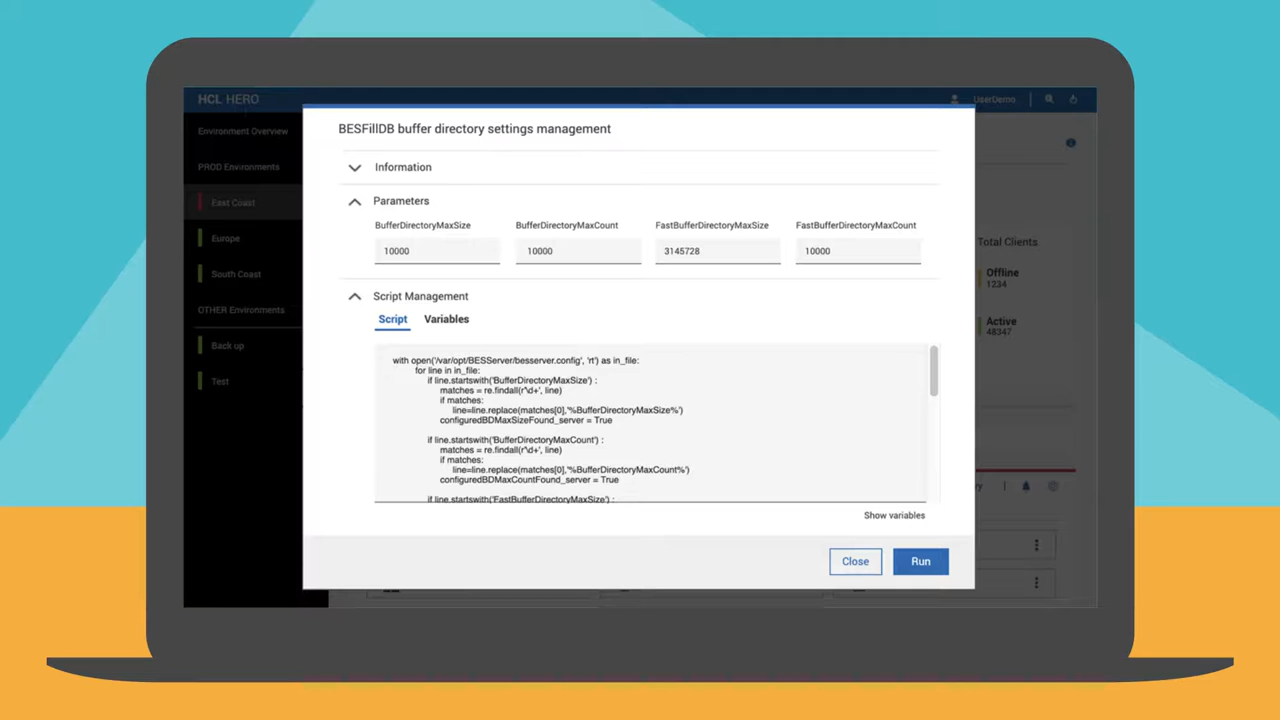 HCL HERO
UserDemo
Environment Overview
PROD Environments
East Coast
Europe
South Coast
OTHER Environments
Back up
Test
BESFillDB buffer directory settings management
Information
Parameters
BufferDirectoryMaxSize BufferDirectoryMaxCount FastBufferDirectoryMaxSize FastBufferDirectoryMaxCount
10000 10000 3145728 10000
Script Management
Script Variables
with open('/var/opt/BESServer/besserver.config', 'rt') as in_file:
for line in in_file:
if line.startswith('BufferDirectoryMaxSize') :
matches = re.findall(r'\d+', line)
if matches:
line=line.replace(matches[0],'%BufferDirectoryMaxSize%')
configuredBDMaxSizeFound_server = True
if line.startswith('BufferDirectoryMaxCount') :
matches = re.findall(r'\d+', line)
if matches:
line=line.replace(matches[0],'%BufferDirectoryMaxCount%')
configuredBDMaxCountFound_server = True
if line.startswith('FastBufferDirectoryMaxSize') :
Show variables
Close Run
Total Clients
Offline
1234
Active
48347